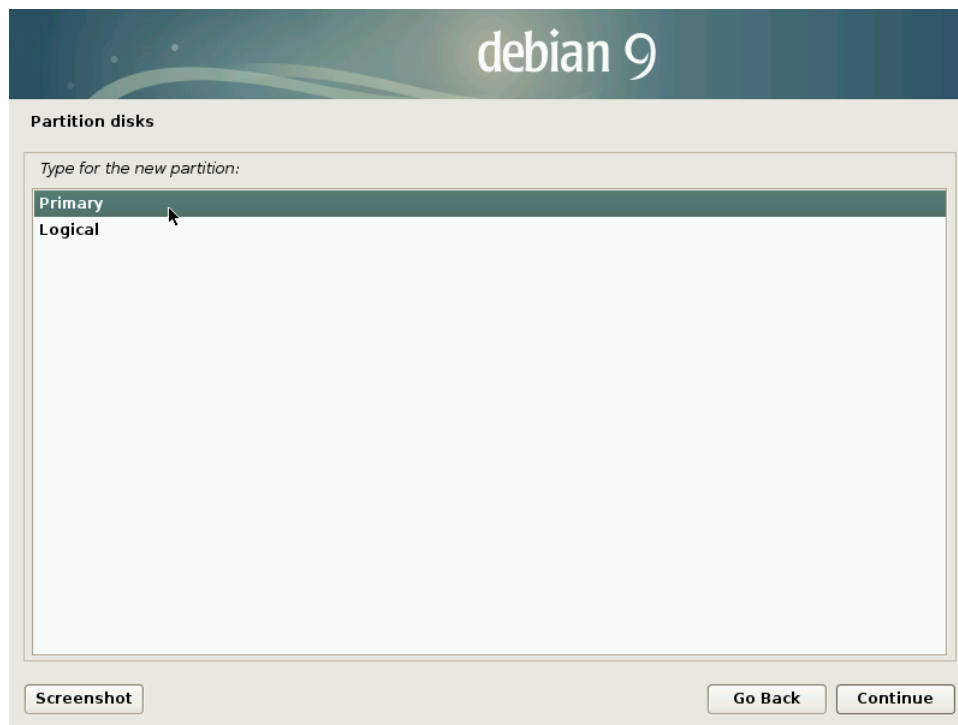 debian 9
Partition disks
Type for the new partition:
Primary
Logical
Screenshot
Go Back
Continue